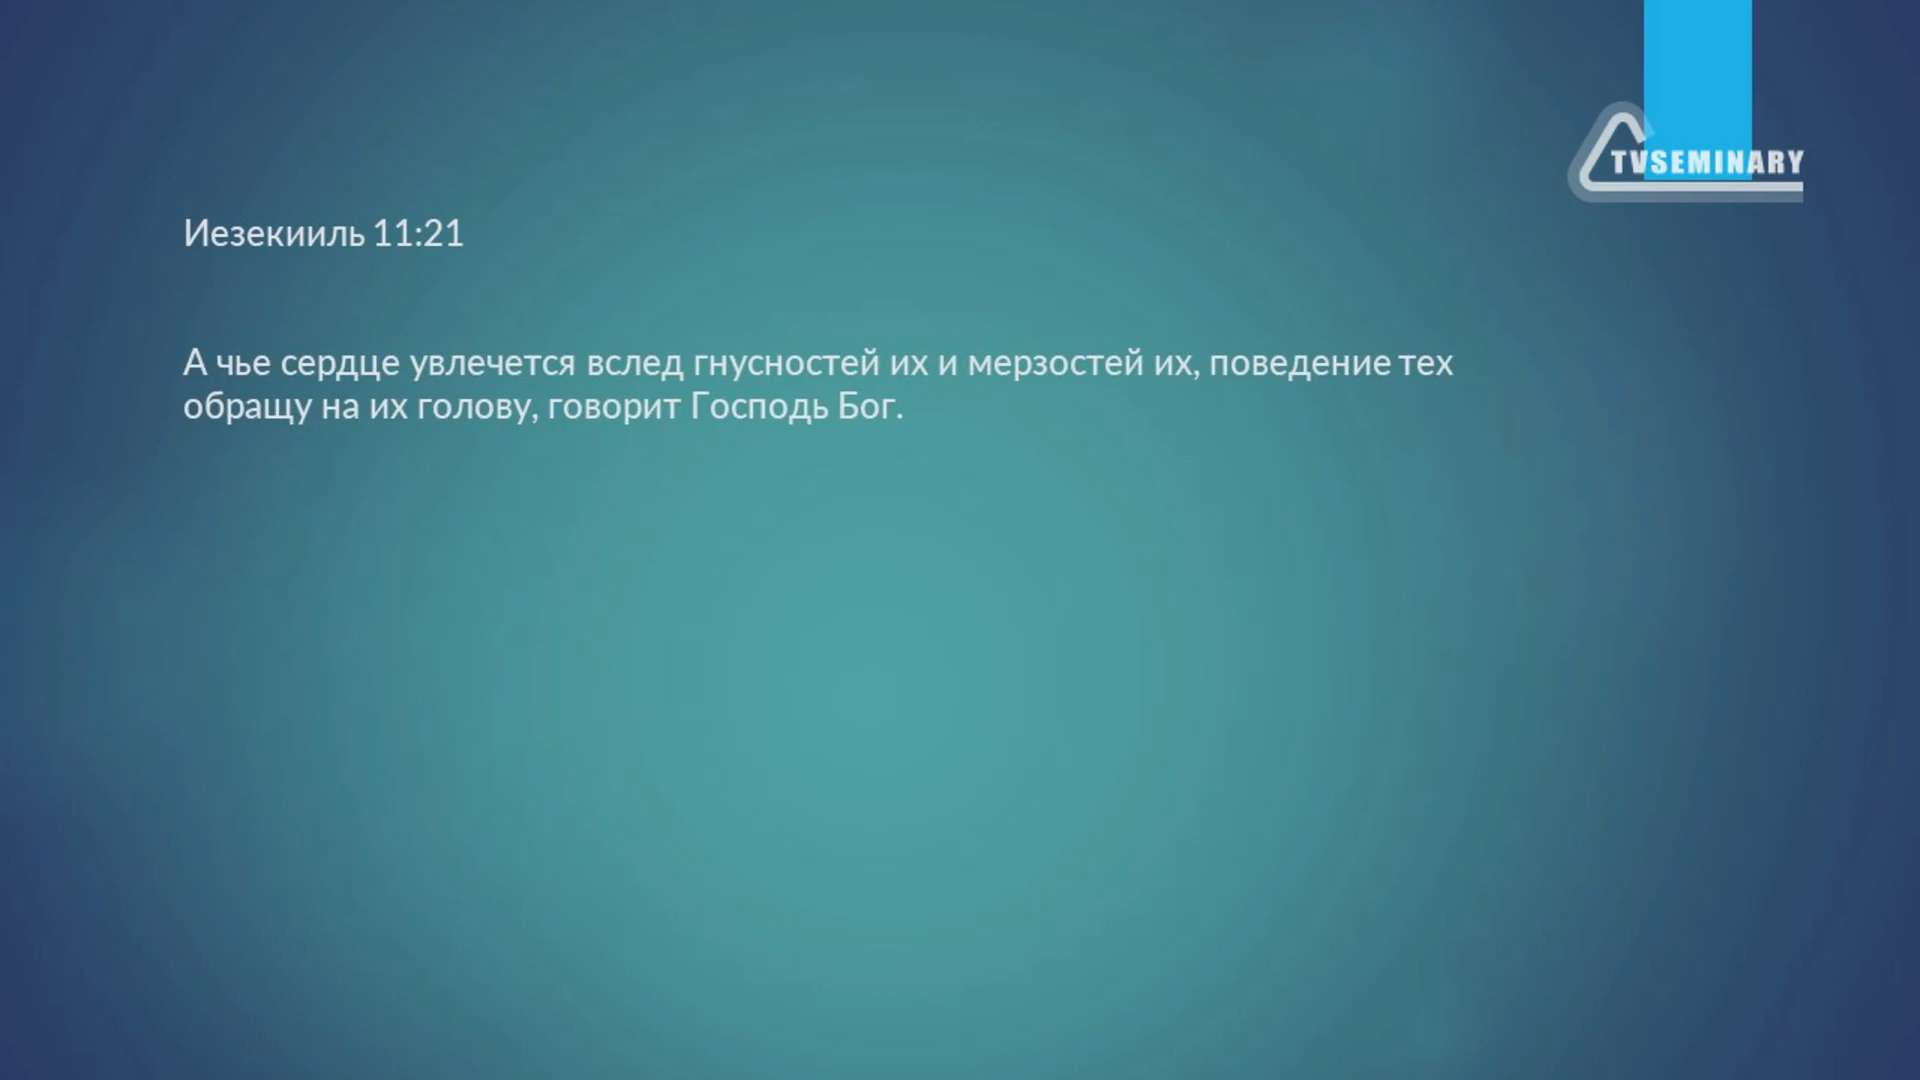 TVSEMINARY
Иезекииль 11:21
А чье сердце увлечется вслед гнусностей их и мерзостей их, поведение тех
обращу на их голову, говорит Господь Бог.